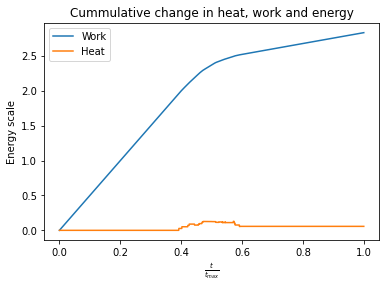 Cummulative change in heat, work and energy
Work
Heat
Energy scale
2.5
2.0
1.5
1.0
0.5
0.0
0.0 0.2 0.4 0.6 0.8 1.0
t
tmax